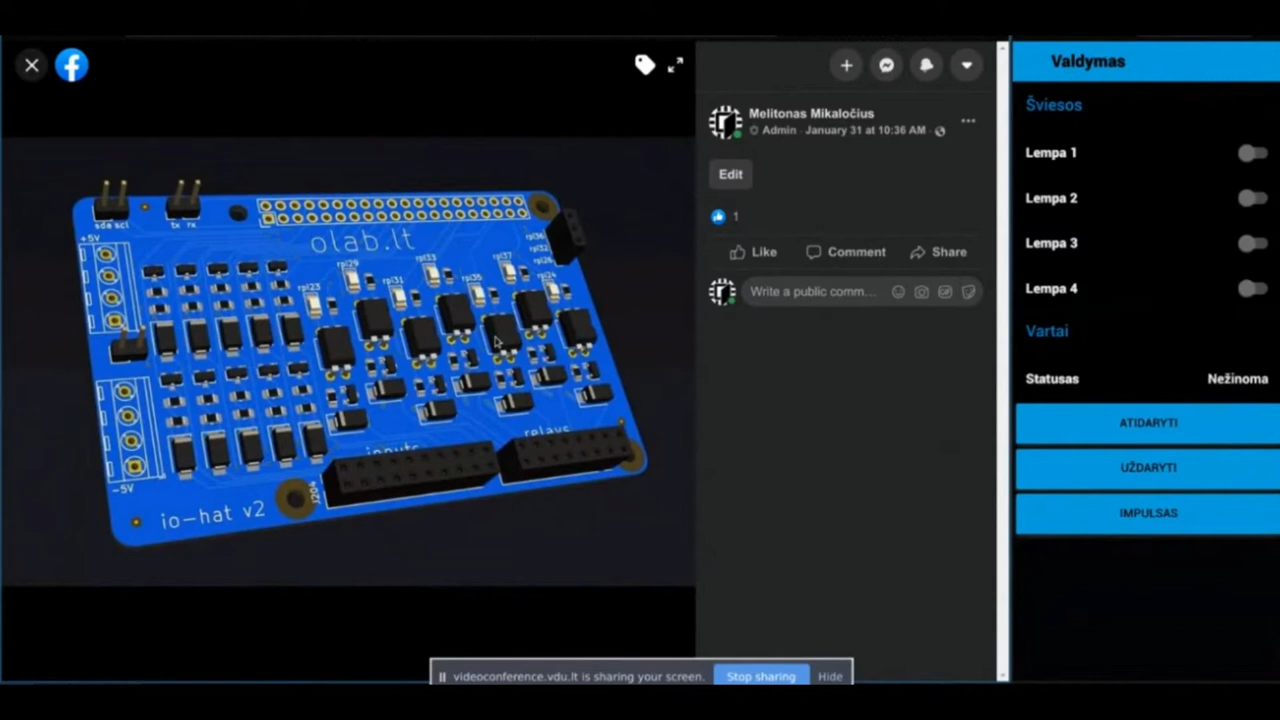 Melitonas Mikaločius
Admin · January 31 at 10:36 AM ·
Edit
1
Like Comment Share
Write a public comm...
sda scl
tx rx
+5V
olab.lt
rpi36
rpi32
rpi29
rpi33
rpi37
rpi23
rpi31
rpi35
rpi24
inputs
relays
J204
-5V
io-hat v2
Valdymas
Šviesos
Lempa 1
Lempa 2
Lempa 3
Lempa 4
Vartai
Statusas Nežinoma
ATIDARYTI
UŽDARYTI
IMPULSAS
videoconference.vdu.lt is sharing your screen. Stop sharing Hide